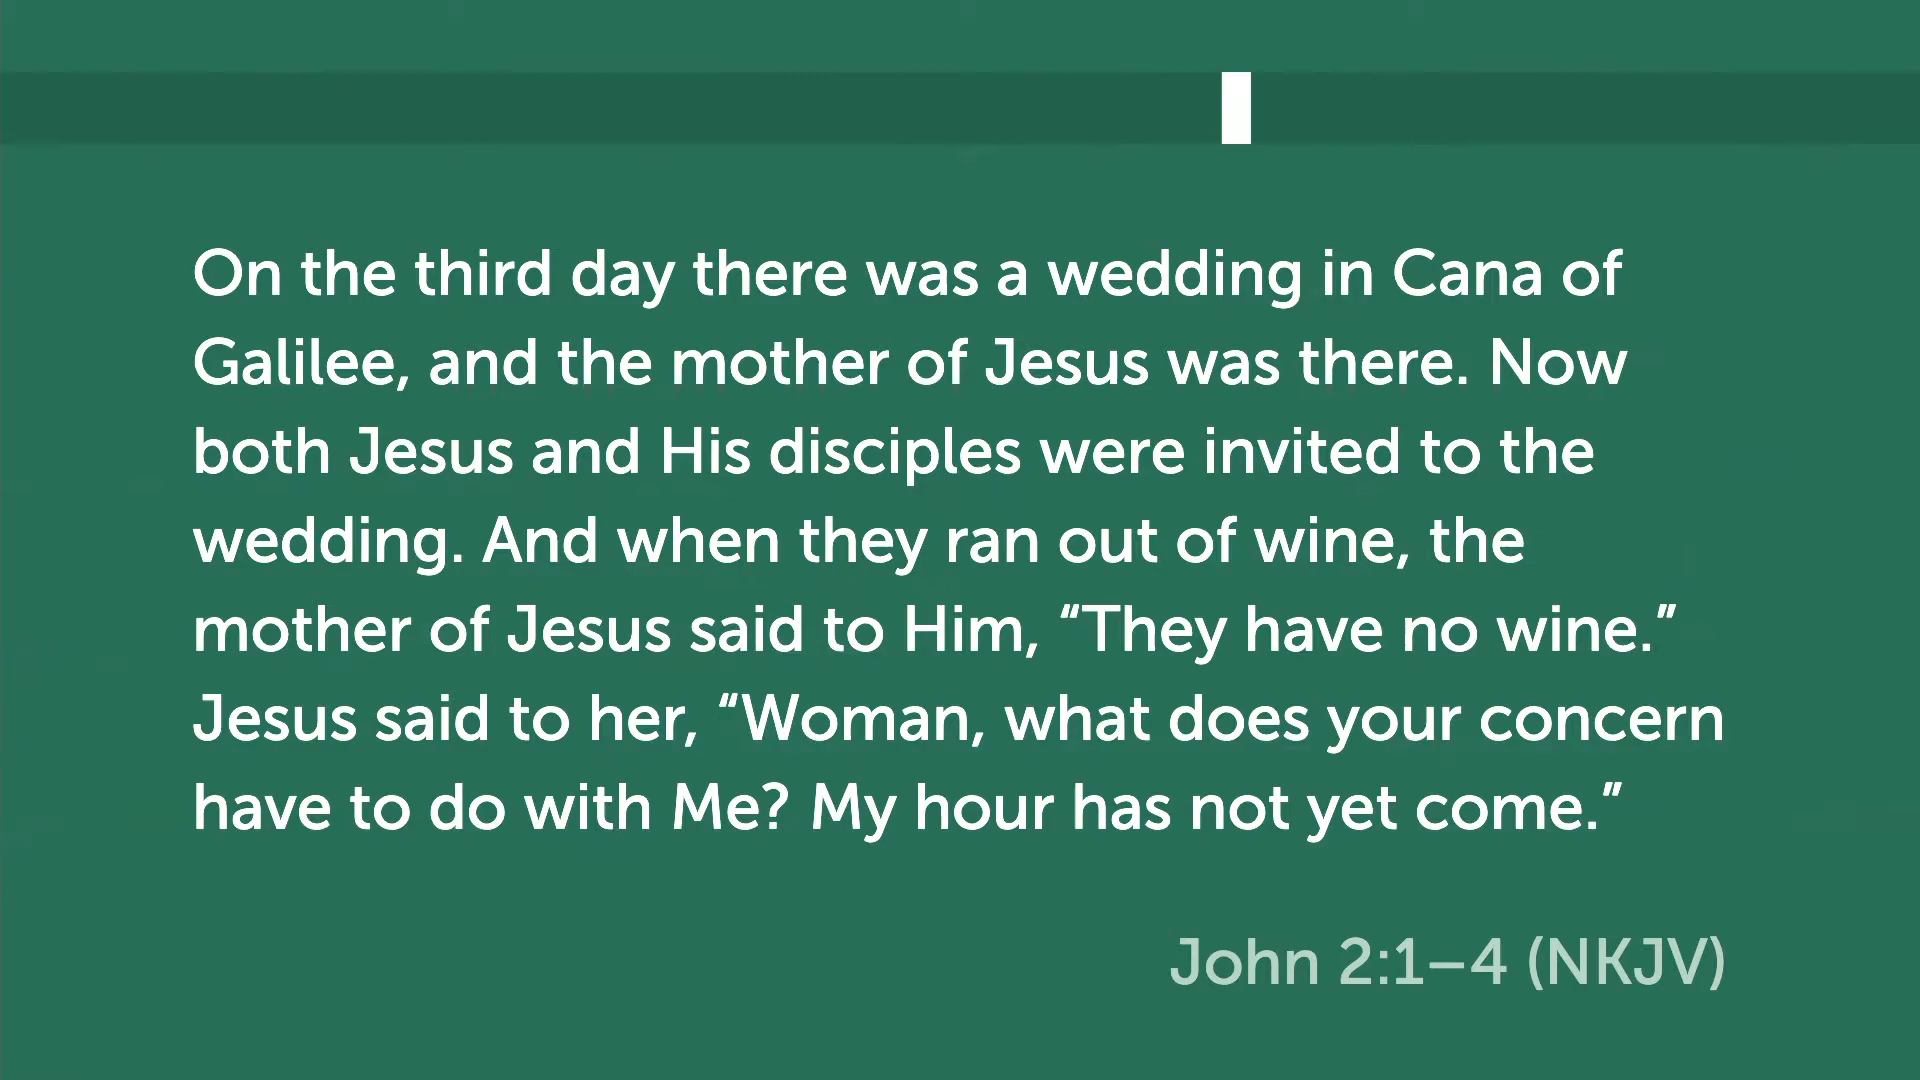 On the third day there was a wedding in Cana of
Galilee, and the mother of Jesus was there. Now
both Jesus and His disciples were invited to the
wedding. And when they ran out of wine, the
mother of Jesus said to Him, “They have no wine.”
Jesus said to her, “Woman, what does your concern
have to do with Me? My hour has not yet come.”
John 2:1–4 (NKJV)